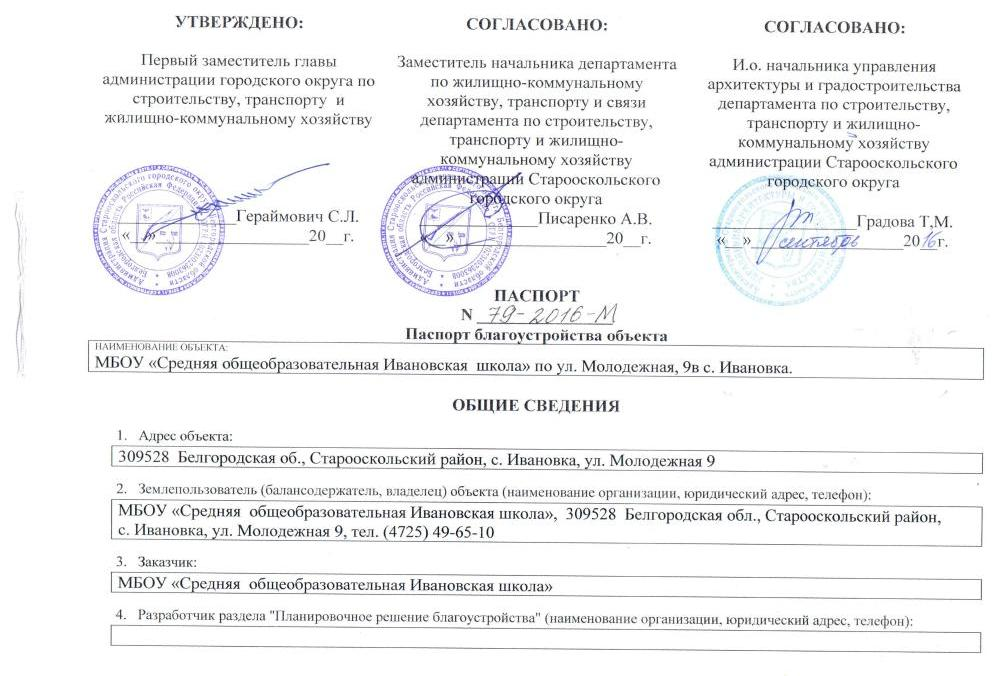 УТВЕРЖДЕНО:
Первый заместитель главы
администрации городского округа по
строительству, транспорту и
жилищно-коммунальному хозяйству
Гераймович С.Л.
« » 20 г.
СОГЛАСОВАНО:
Заместитель начальника департамента
по жилищно-коммунальному
хозяйству, транспорту и связи
департамента по строительству,
транспорту и жилищно-
коммунальному хозяйству
администрации Старооскольского
городского округа
Писаренко А.В.
« » 20 г.
СОГЛАСОВАНО:
И.о. начальника управления
архитектуры и градостроительства
департамента по строительству,
транспорту и жилищно-
коммунальному хозяйству
администрации Старооскольского
городского округа
Градова Т,М.
« » сентябрь 2016г.
ПАСПОРТ
N 79-2016-М
Паспорт благоустройства объекта
НАИМЕНОВАНИЕ ОБЪЕКТА:
МБОУ «Средняя общеобразовательная Ивановская школа» по ул. Молодежная, 9в с. Ивановка.
ОБЩИЕ СВЕДЕНИЯ
1. Адрес объекта:
309528 Белгородская об., Старооскольский район, с. Ивановка, ул. Молодежная 9
2. Землепользователь (балансодержатель, владелец) объекта (наименование организации, юридический адрес, телефон):
МБОУ «Средняя общеобразовательная Ивановская школа», 309528 Белгородская обл., Старооскольский район,
с. Ивановка, ул. Молодежная 9, тел. (4725) 49-65-10
3. Заказчик:
МБОУ «Средняя общеобразовательная Ивановская школа»
4. Разработчик раздела "Планировочное решение благоустройства" (наименование организации, юридический адрес, телефон):